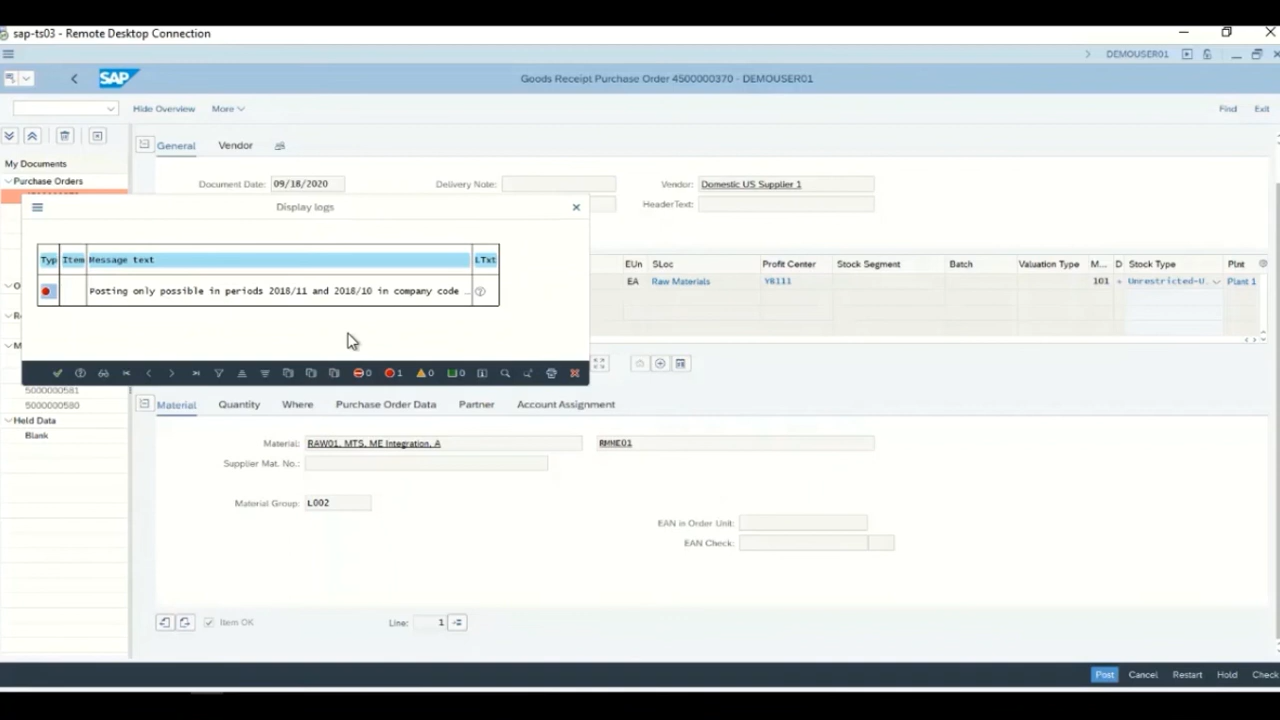 sap-ts03 - Remote Desktop Connection
DEMOUSER01
SAP
Goods Receipt Purchase Order 4500000370 - DEMOUSER01
Hide Overview
More
Find
Exit
General
Vendor
My Documents
Purchase Orders
Document Date: 09/18/2020
Delivery Note:
Vendor: Domestic US Supplier 1
HeaderText:
Display logs
Typ Item Message text LTxt
Posting only possible in periods 2018/11 and 2018/10 in company code ...
0 1 0 0
EUn SLoc Profit Center Stock Segment Batch Valuation Type M... D Stock Type Plnt
EA Raw Materials YB111 101 + Unrestricted-U... Plant 1
O
R
M
5000000581
5000000580
Held Data
Blank
Material
Quantity
Where
Purchase Order Data
Partner
Account Assignment
Material: RAW01, MTS, ME Integration, A RMME01
Supplier Mat. No.:
Material Group: L002
EAN in Order Unit:
EAN Check:
Item OK
Line: 1
Post
Cancel
Restart
Hold
Check